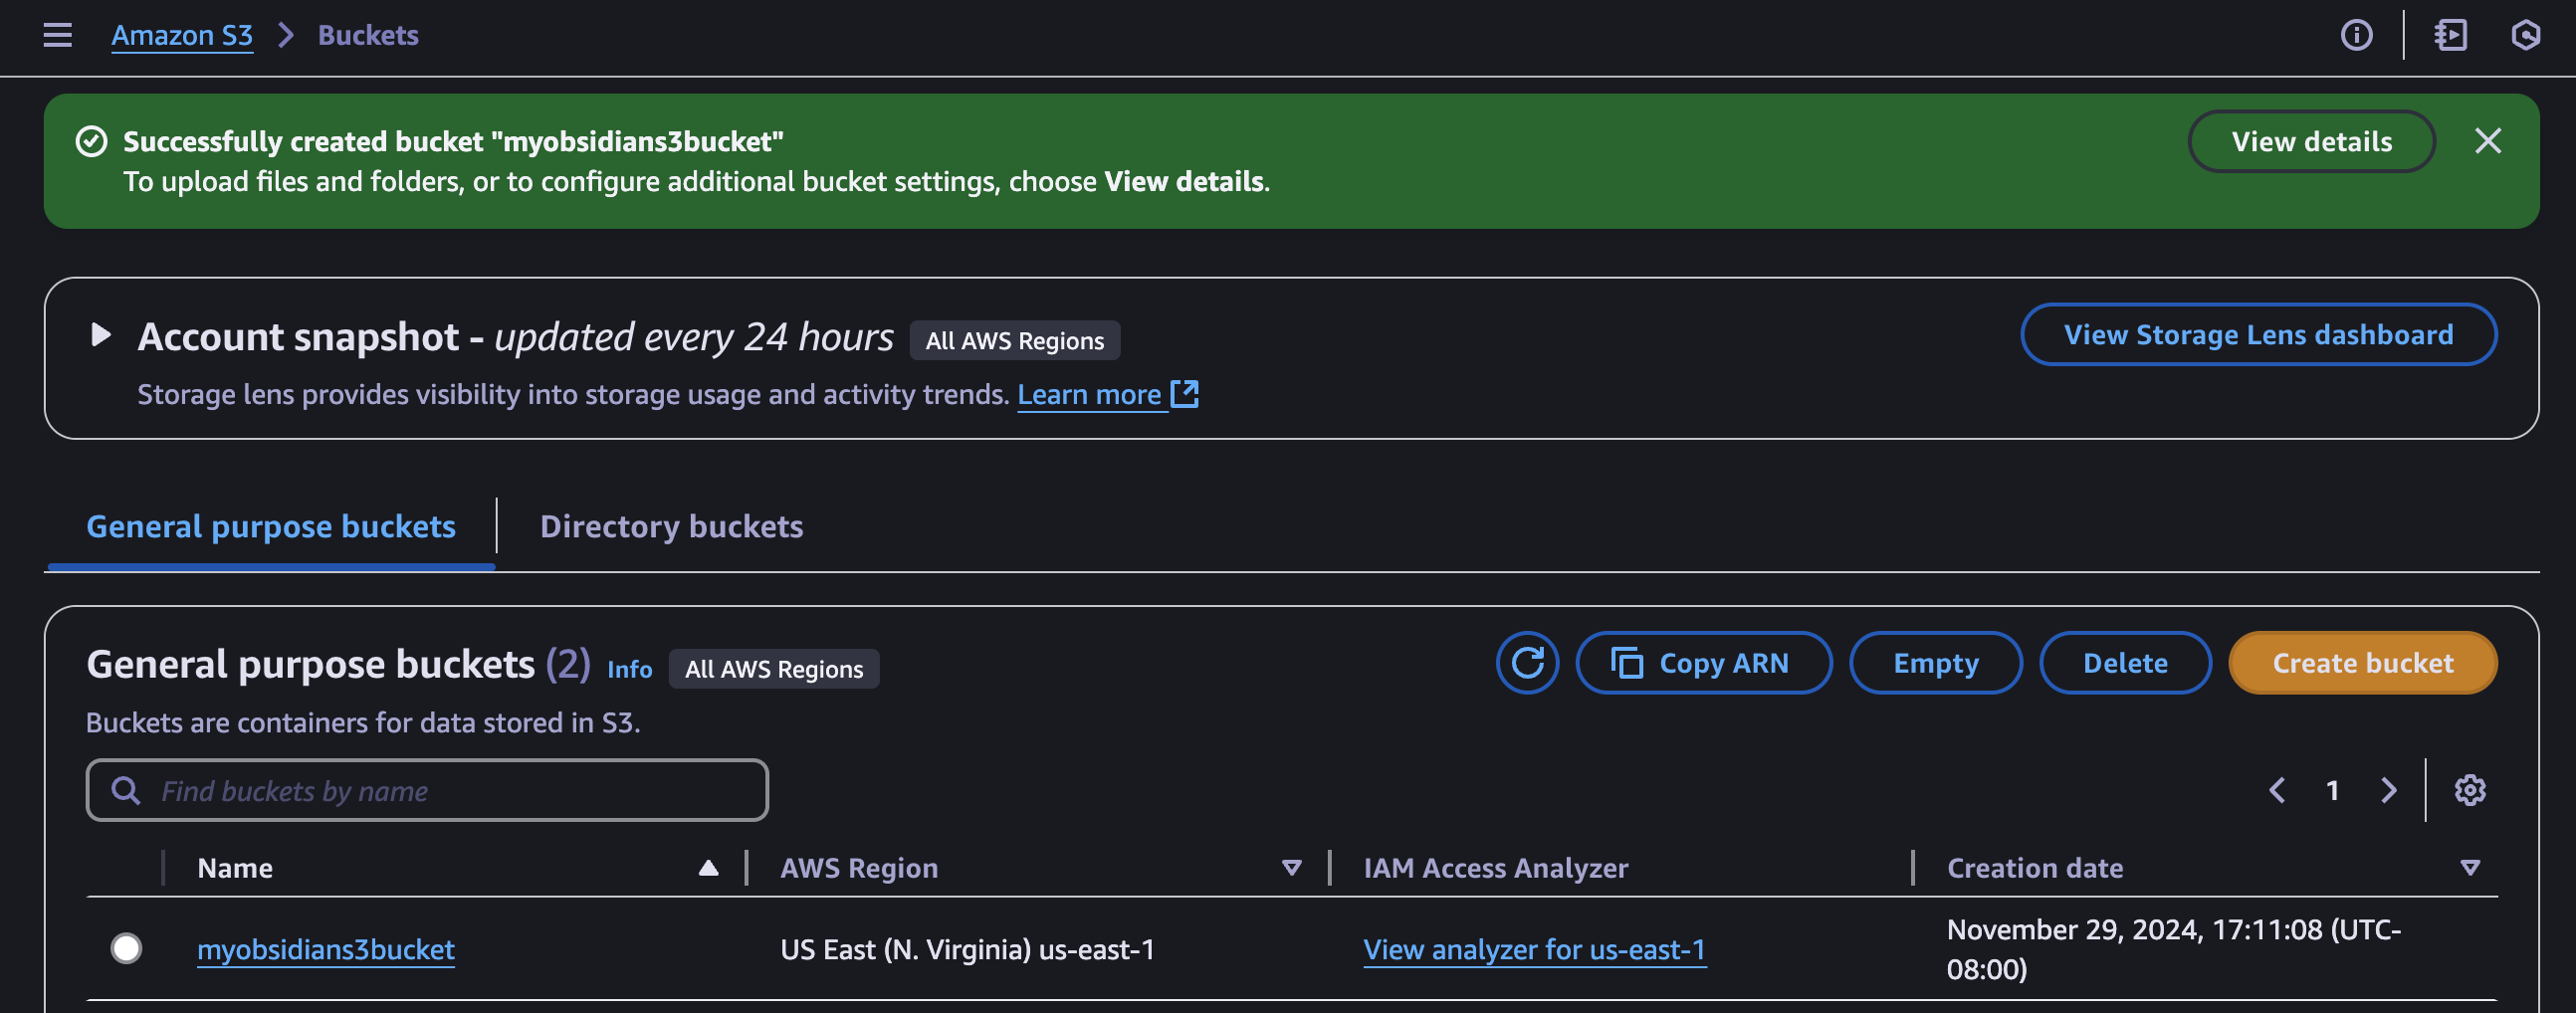 Amazon S3 > Buckets
Successfully created bucket "myobsidians3bucket"
To upload files and folders, or to configure additional bucket settings, choose View details.
View details
Account snapshot - updated every 24 hours All AWS Regions
View Storage Lens dashboard
Storage lens provides visibility into storage usage and activity trends. Learn more
General purpose buckets
Directory buckets
General purpose buckets (2) Info All AWS Regions
Copy ARN
Empty
Delete
Create bucket
Buckets are containers for data stored in S3.
Find buckets by name
1
Name AWS Region IAM Access Analyzer Creation date
myobsidians3bucket US East (N. Virginia) us-east-1 View analyzer for us-east-1 November 29, 2024, 17:11:08 (UTC-
08:00)